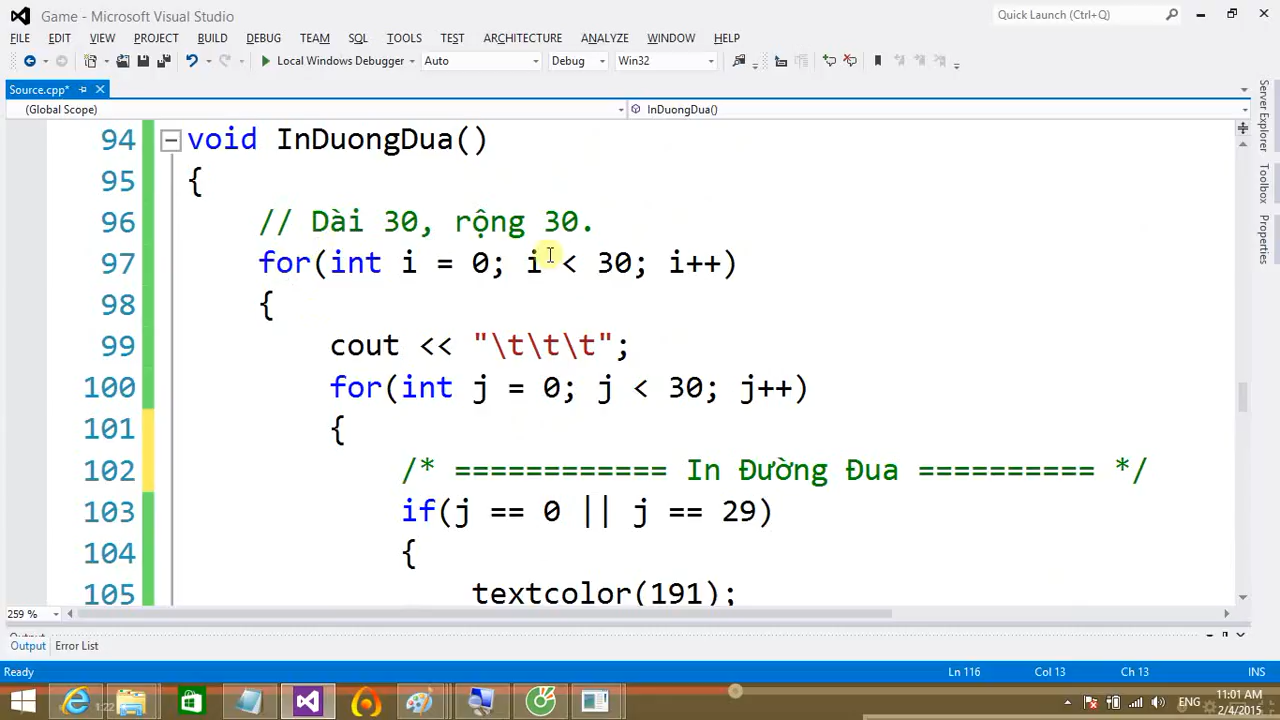 Game - Microsoft Visual Studio
Quick Launch (Ctrl+Q)
FILE EDIT VIEW PROJECT BUILD DEBUG TEAM SQL TOOLS TEST ARCHITECTURE ANALYZE WINDOW HELP
Local Windows Debugger Auto Debug Win32
Source.cpp*
Server Explorer
Toolbox
Properties
(Global Scope) InDuongDua()
94 void InDuongDua()
95 {
96 // Dài 30, rộng 30.
97 for(int i = 0; i < 30; i++)
98 {
99 cout << "\t\t\t";
100 for(int j = 0; j < 30; j++)
101 {
102 /* ============ In Đường Đua ========== */
103 if(j == 0 || j == 29)
104 {
105 textcolor(191);
259 %
Output Error List
Ready Ln 116 Col 13 Ch 13 INS
ENG 11:01 AM
2/4/2015